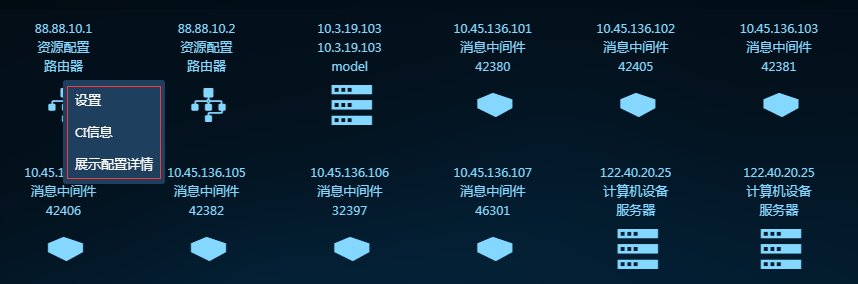 88.88.10.1
资源配置
路由器
88.88.10.2
资源配置
路由器
10.3.19.103
10.3.19.103
model
10.45.136.101
消息中间件
42380
10.45.136.102
消息中间件
42405
10.45.136.103
消息中间件
42381
设置
CI信息
展示配置详情
10.45.1
消息中间件
42406
10.45.136.105
消息中间件
42382
10.45.136.106
消息中间件
32397
10.45.136.107
消息中间件
46301
122.40.20.25
计算机设备
服务器
122.40.20.25
计算机设备
服务器